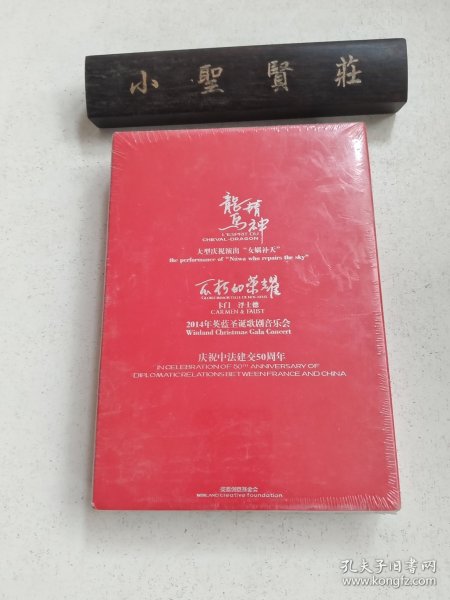 小聖賢莊
龍馬精神
L'ESPRIT DU
CHEVAL-DRAGON
大型庆祝演出“女娲补天”
the performance of "Nüwa who repairs the sky"
不朽的荣耀
卡门 浮士德
CARMEN & FAUST
2014年英蓝圣诞歌剧音乐会
Winland Christmas Gala Concert
庆祝中法建交50周年
IN CELEBRATION OF 50TH ANNIVERSARY OF
DIPLOMATIC RELATIONS BETWEEN FRANCE AND CHINA
英蓝创想基金会
WINLAND Creative Foundation
孔夫子旧书网
www.kongfz.com